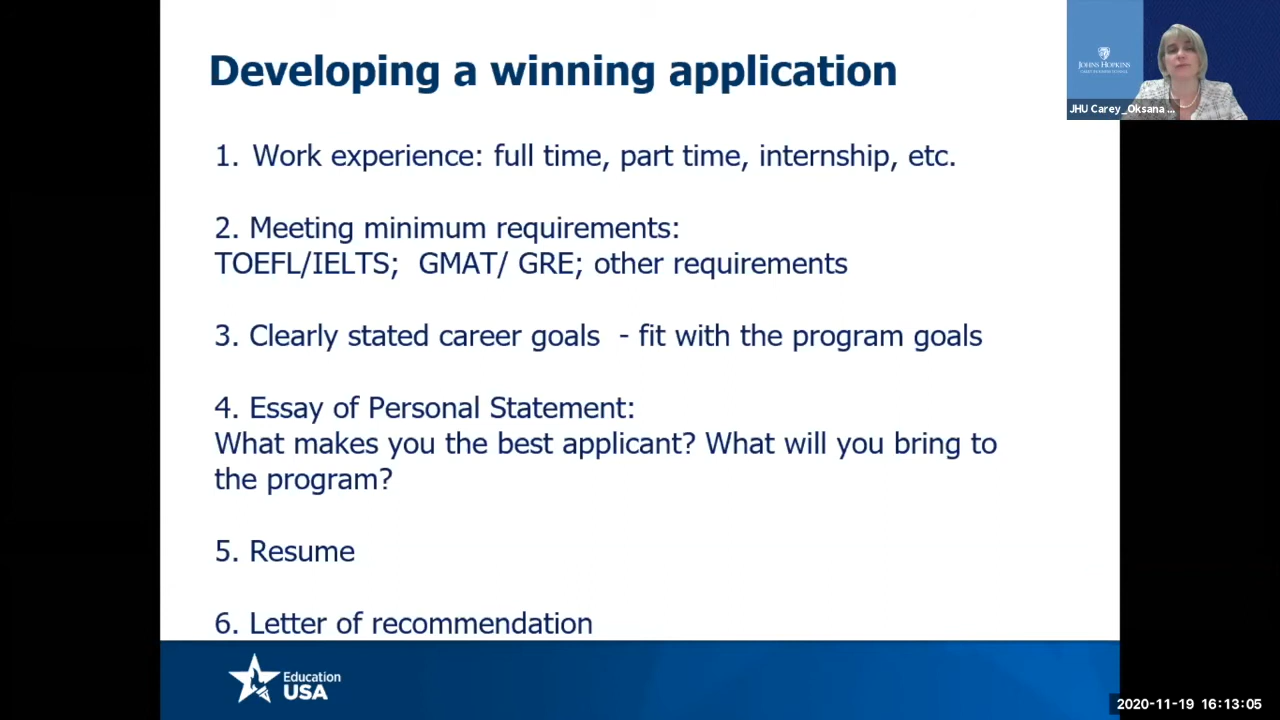 Developing a winning application
1. Work experience: full time, part time, internship, etc.
2. Meeting minimum requirements:
TOEFL/IELTS; GMAT/ GRE; other requirements
3. Clearly stated career goals - fit with the program goals
4. Essay of Personal Statement:
What makes you the best applicant? What will you bring to
the program?
5. Resume
6. Letter of recommendation
Education
USA
JOHNS HOPKINS
JHU Carey_Oksana ...
2020-11-19 16:13:05